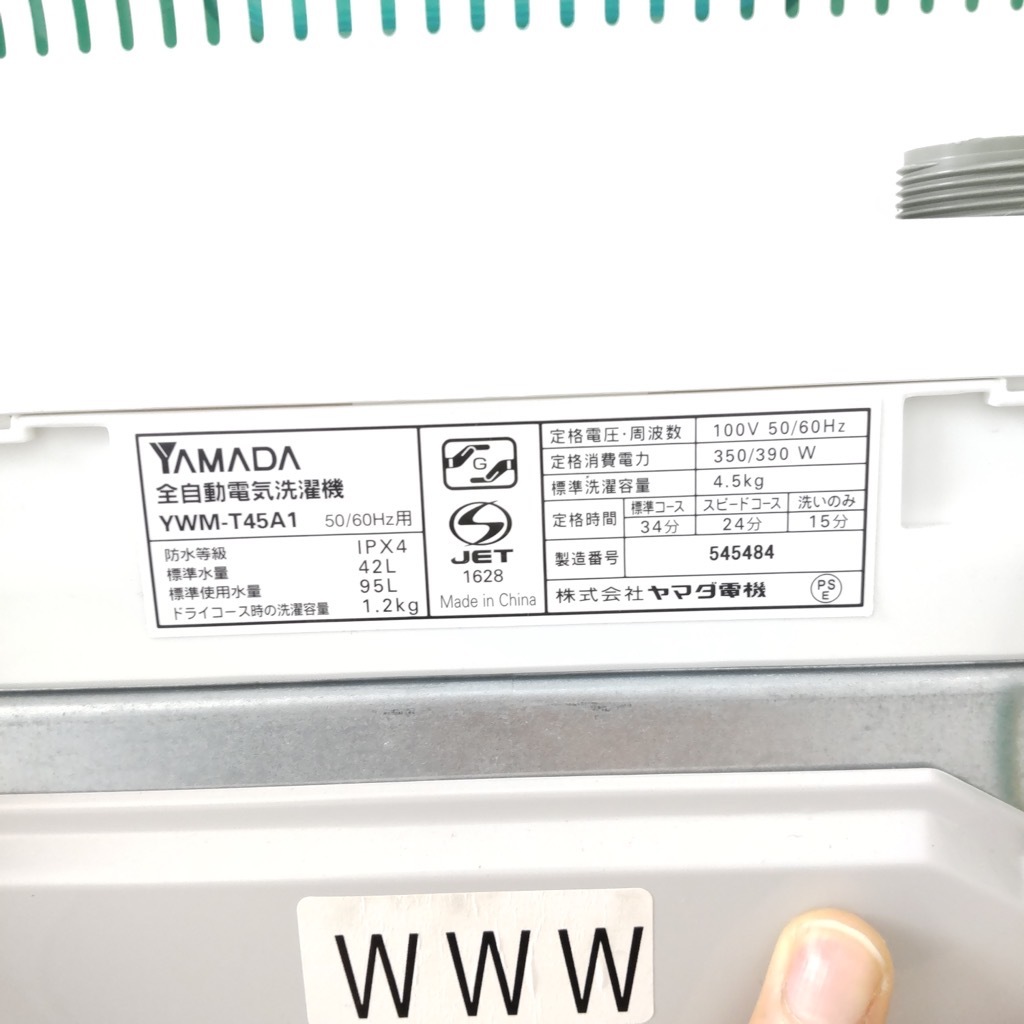 YAMADA
全自動電気洗濯機
YWM-T45A1 50/60Hz用
防水等級 IPX4
標準水量 42L
標準使用水量 95L
ドライコース時の洗濯容量 1.2kg
G
S
JET
1628
Made in China
定格電圧・周波数 100V 50/60Hz
定格消費電力 350/390 W
標準洗濯容量 4.5kg
定格時間 標準コース スピードコース 洗いのみ
34分 24分 15分
製造番号 545484
株式会社 ヤマダ電機 PS
E
WWW